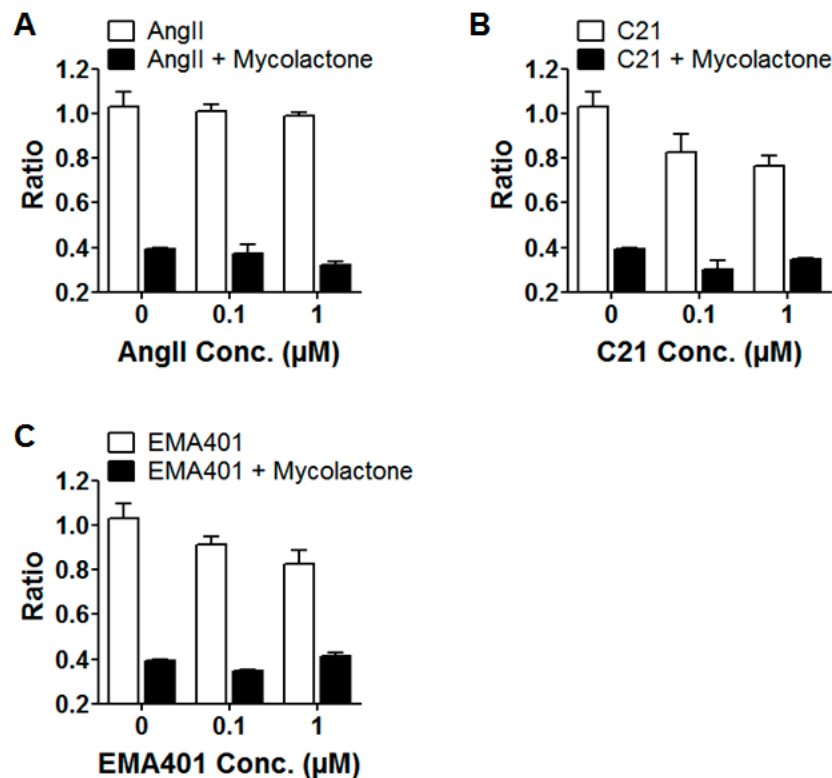 A
AngII
AngII + Mycolactone
1.2
1.0
0.8
0.6
0.4
0.2
Ratio
0 0.1 1
AngII Conc. (µM)
B
C21
C21 + Mycolactone
1.2
1.0
0.8
0.6
0.4
0.2
Ratio
0 0.1 1
C21 Conc. (µM)
C
EMA401
EMA401 + Mycolactone
1.2
1.0
0.8
0.6
0.4
0.2
Ratio
0 0.1 1
EMA401 Conc. (µM)